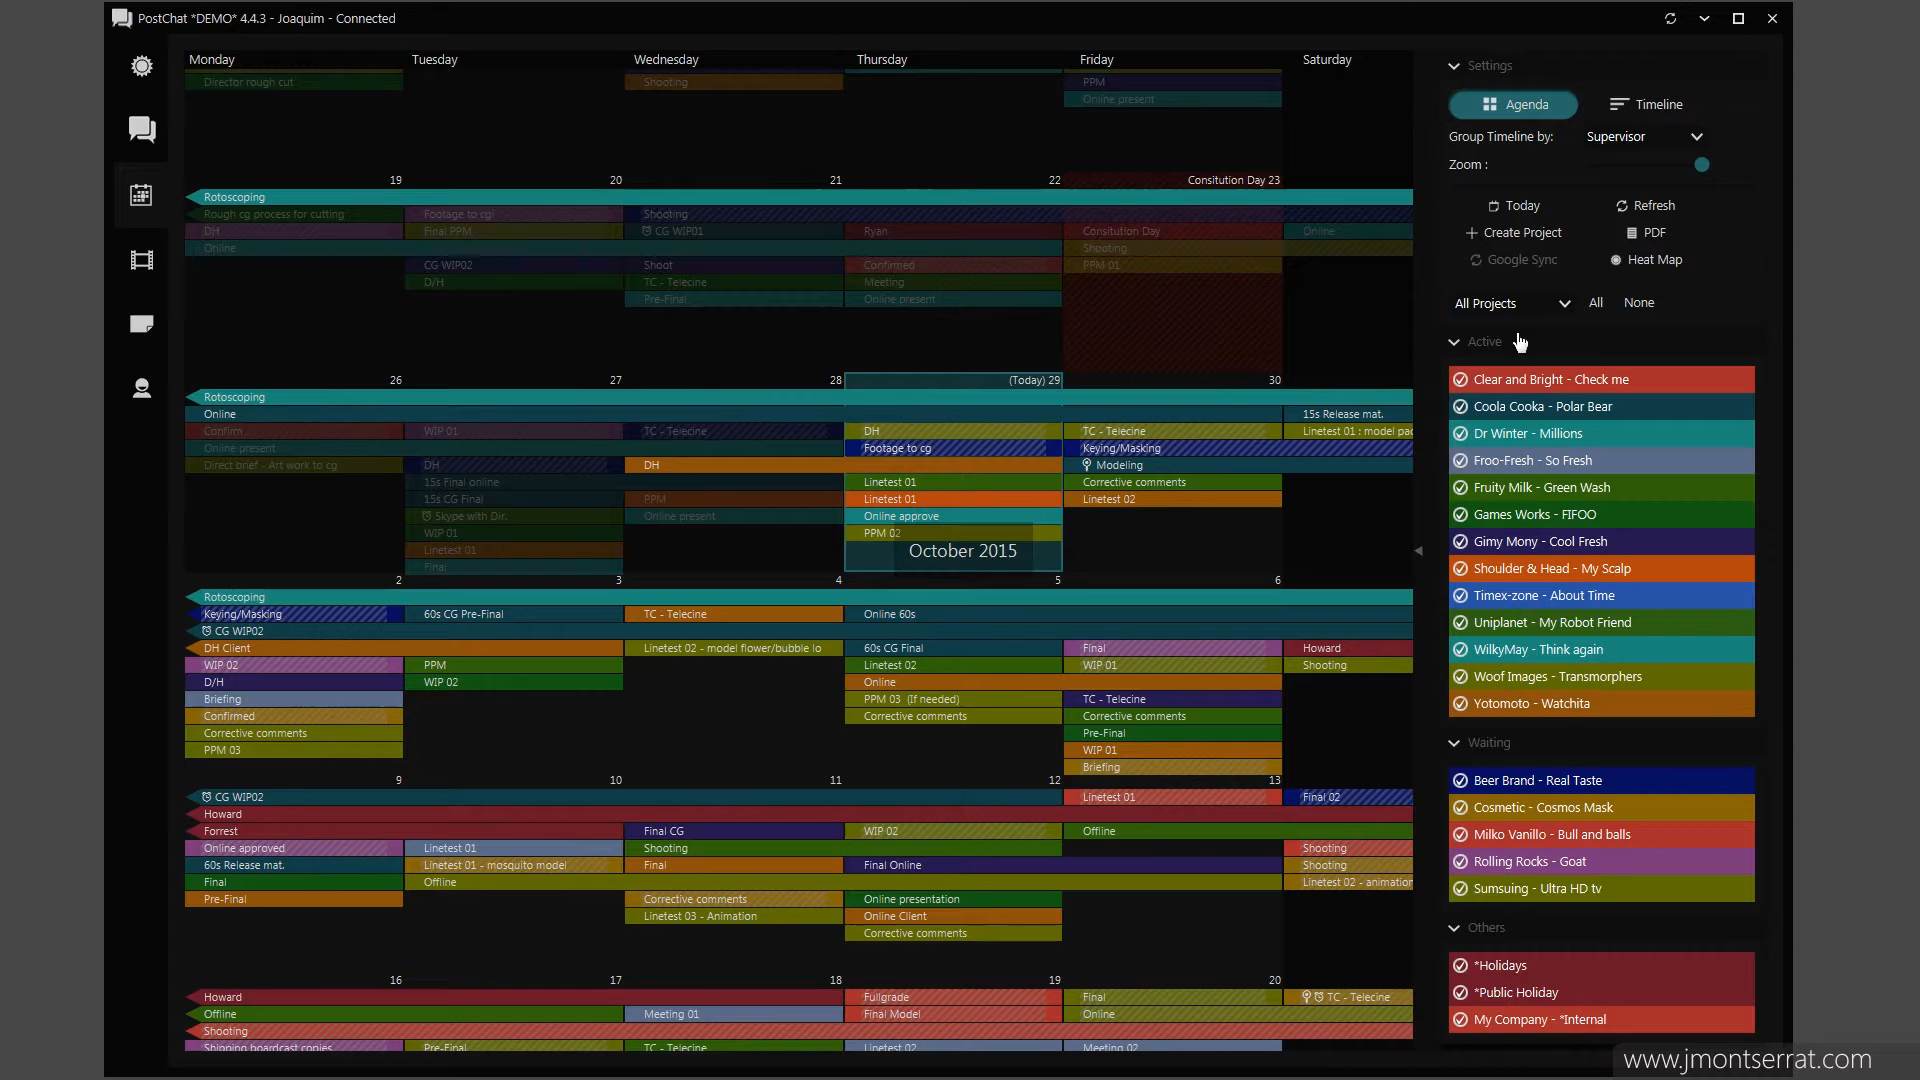 PostChat *DEMO* 4.4.3 - Joaquim - Connected
Monday Tuesday Wednesday Thursday Friday Saturday
Director rough cut Shooting PPM
Online present
19 20 21 22 Consitution Day 23
Rotoscoping
Rough cg process for cutting Footage to cgi Shooting
DH Final PPM CG WIP01 Ryan Consitution Day Online
Online Shooting
CG WIP02 Shoot Confirmed PPM 01
D/H TC - Telecine Meeting
Pre-Final Online present
26 27 28 (Today) 29 30
Rotoscoping
Online 15s Release mat.
Confirm WIP 01 TC - Telecine DH TC - Telecine Linetest 01 : model pac
Online present Footage to cg Keying/Masking
Direct brief - Art work to cg DH DH Modeling
15s Final online Linetest 01 Corrective comments
15s CG Final PPM Linetest 01 Linetest 02
Skype with Dir. Online present Online approve
WIP 01 PPM 02
Linetest 01 October 2015
Final
2 3 4 5 6
Rotoscoping
Keying/Masking 60s CG Pre-Final TC - Telecine Online 60s
CG WIP02
DH Client Linetest 02 - model flower/bubble lo 60s CG Final Final Howard
WIP 02 PPM Linetest 02 WIP 01 Shooting
D/H WIP 02 Online
Briefing PPM 03 (If needed) TC - Telecine
Confirmed Corrective comments Corrective comments
Corrective comments Pre-Final
PPM 03 WIP 01
Briefing
9 10 11 12 13
CG WIP02 Linetest 01 Final 02
Howard
Forrest Final CG WIP 02 Offline
Online approved Linetest 01 Shooting Shooting
60s Release mat. Linetest 01 - mosquito model Final Final Online Shooting
Final Offline Linetest 02 - animation
Pre-Final Corrective comments Online presentation
Linetest 03 - Animation Online Client
Corrective comments
16 17 18 19 20
Howard Fullgrade Final TC - Telecine
Offline Meeting 01 Final Model Online
Shooting
Shipping boardcast copies Pre-Final TC - Telecine Linetest 02 Meeting 02
Settings
Agenda Timeline
Group Timeline by: Supervisor
Zoom :
Today Refresh
Create Project PDF
Google Sync Heat Map
All Projects All None
Active
Clear and Bright - Check me
Coola Cooka - Polar Bear
Dr Winter - Millions
Froo-Fresh - So Fresh
Fruity Milk - Green Wash
Games Works - FIFOO
Gimy Mony - Cool Fresh
Shoulder & Head - My Scalp
Timex-zone - About Time
Uniplanet - My Robot Friend
WilkyMay - Think again
Woof Images - Transmorphers
Yotomoto - Watchita
Waiting
Beer Brand - Real Taste
Cosmetic - Cosmos Mask
Milko Vanillo - Bull and balls
Rolling Rocks - Goat
Sumsuing - Ultra HD tv
Others
*Holidays
*Public Holiday
My Company - *Internal
www.jmontserrat.com